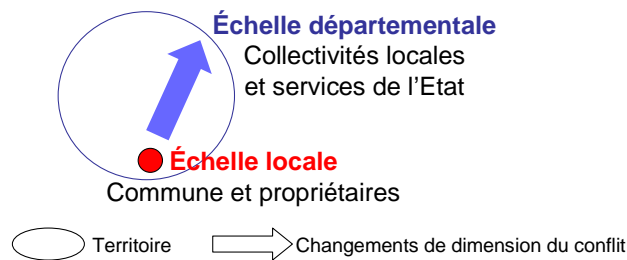 Échelle départementale
Collectivités locales
et services de l'Etat
Échelle locale
Commune et propriétaires
Territoire
Changements de dimension du conflit